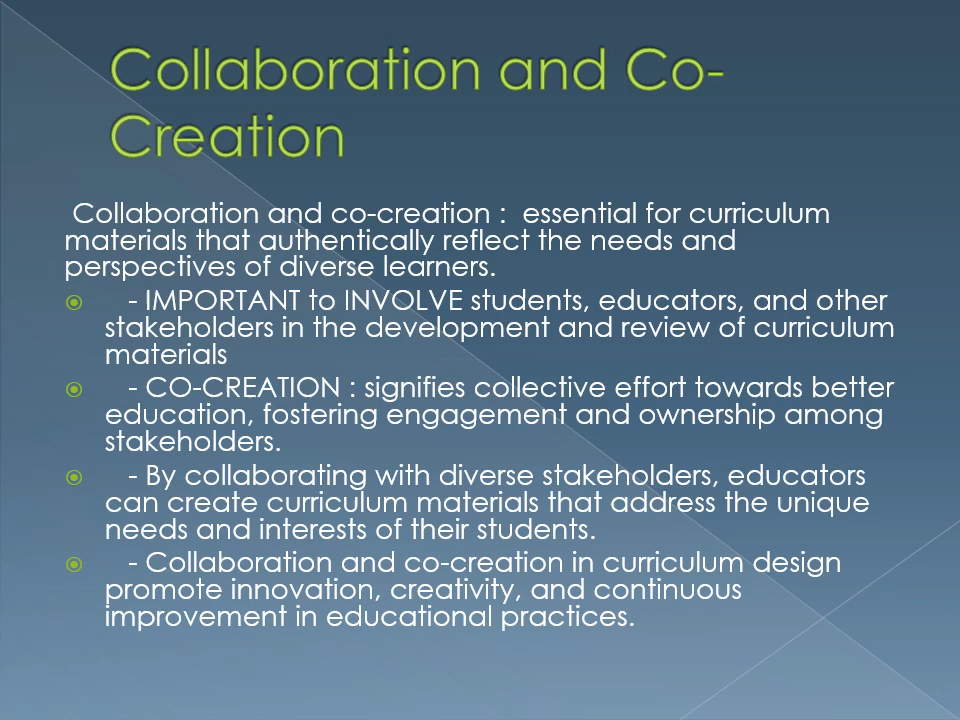 Collaboration and Co-
Creation
Collaboration and co-creation :  essential for curriculum
materials that authentically reflect the needs and
perspectives of diverse learners.
- IMPORTANT to INVOLVE students, educators, and other
stakeholders in the development and review of curriculum
materials
- CO-CREATION : signifies collective effort towards better
education, fostering engagement and ownership among
stakeholders.
- By collaborating with diverse stakeholders, educators
can create curriculum materials that address the unique
needs and interests of their students.
- Collaboration and co-creation in curriculum design
promote innovation, creativity, and continuous
improvement in educational practices.